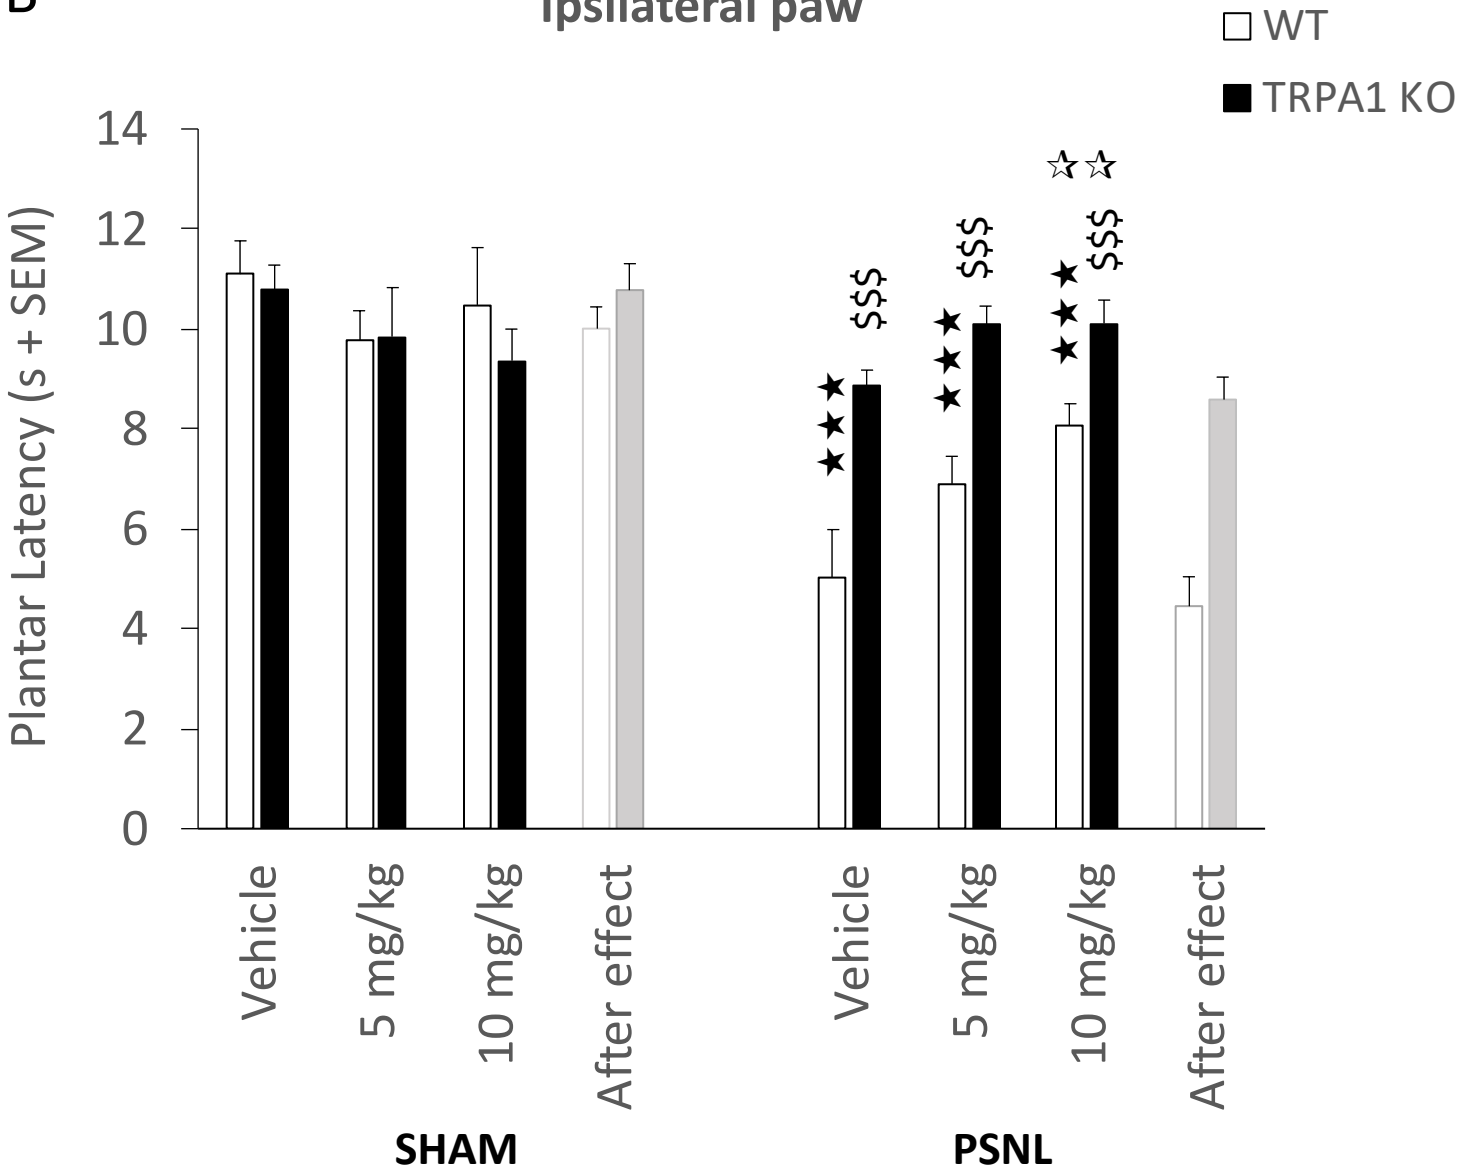 B
Ipsilateral paw
WT
TRPA1 KO
Plantar Latency (s + SEM)
14
12
10
8
6
4
2
0
☆☆
$$$
$$$
$$$
★★★
★★★
★★★
Vehicle
5 mg/kg
10 mg/kg
After effect
Vehicle
5 mg/kg
10 mg/kg
After effect
SHAM
PSNL